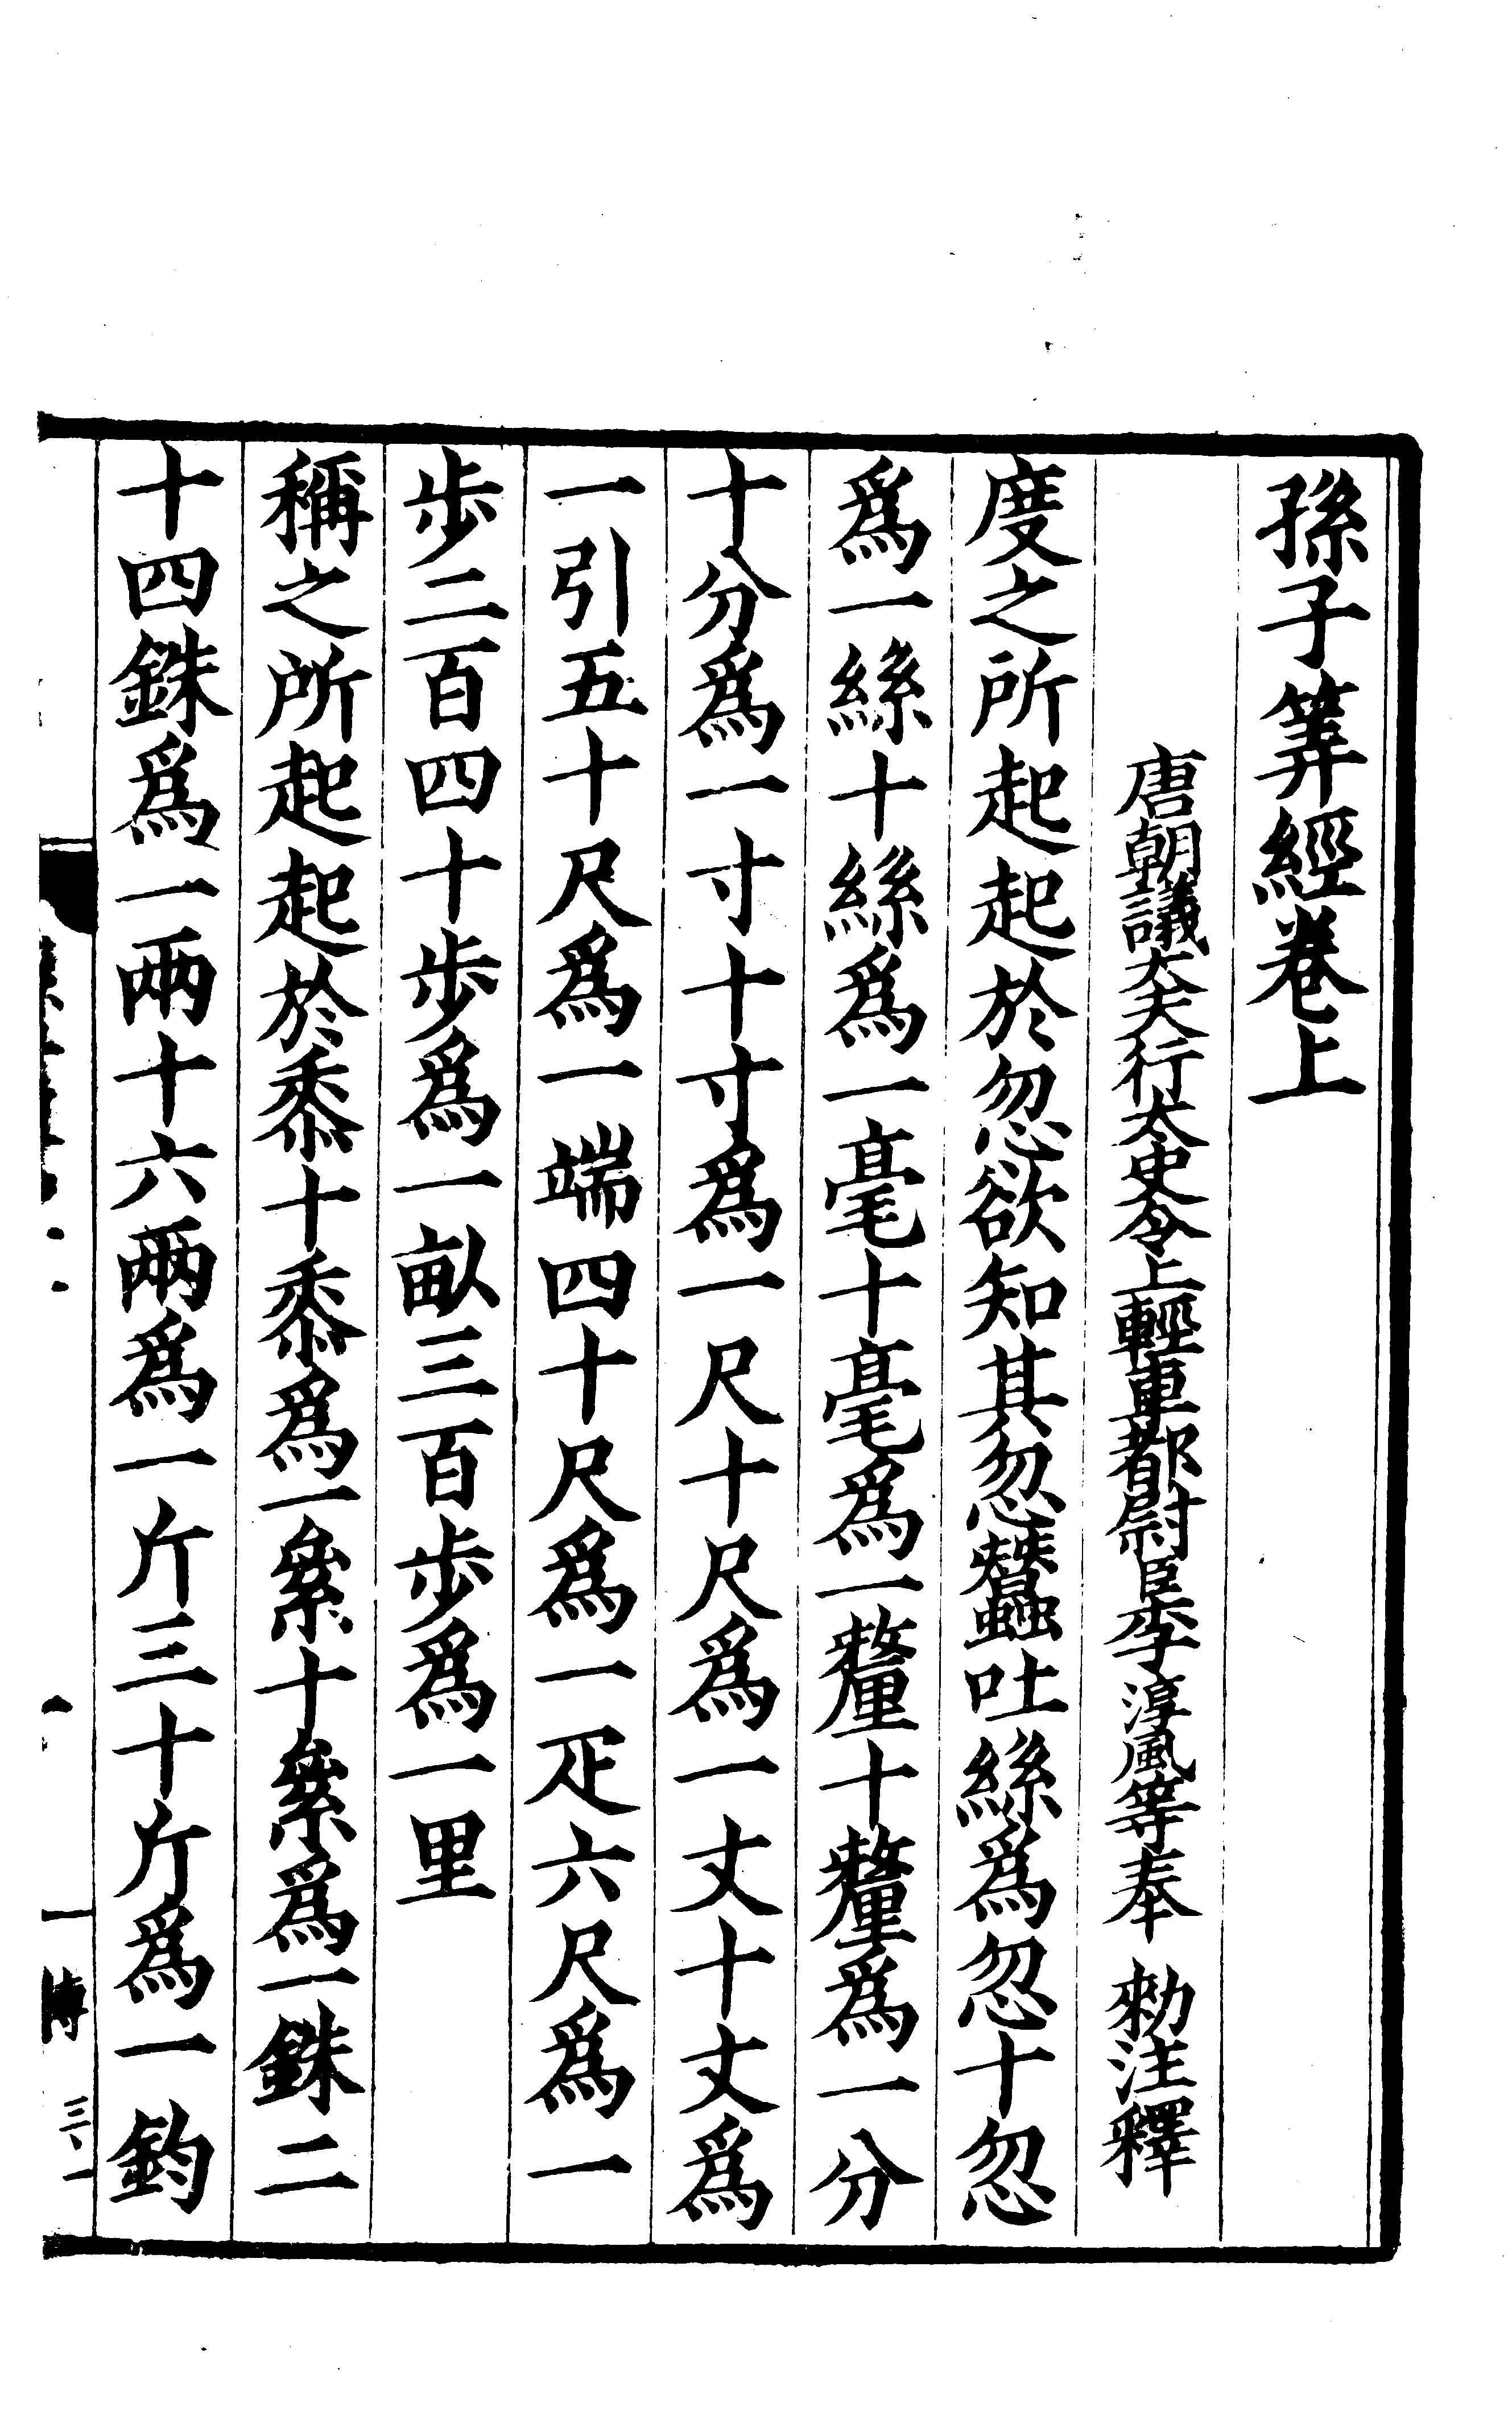 孫子筭經卷上
唐朝議大夫行太史令上輕車都尉臣李淳風等奉 勑注釋
度之所起起於忽欲知其忽蠶吐絲爲忽十忽
爲一絲十絲爲一毫十毫爲一氂十氂爲一分
十分爲一寸十寸爲一尺十尺爲一丈十丈爲
一引五十尺爲一端四十尺爲一疋六尺爲一
步二百四十步爲一畝三百步爲一里
稱之所起起於黍十黍爲一絫十絫爲一銖二
十四銖爲一兩十六兩爲一斤三十斤爲一鈞